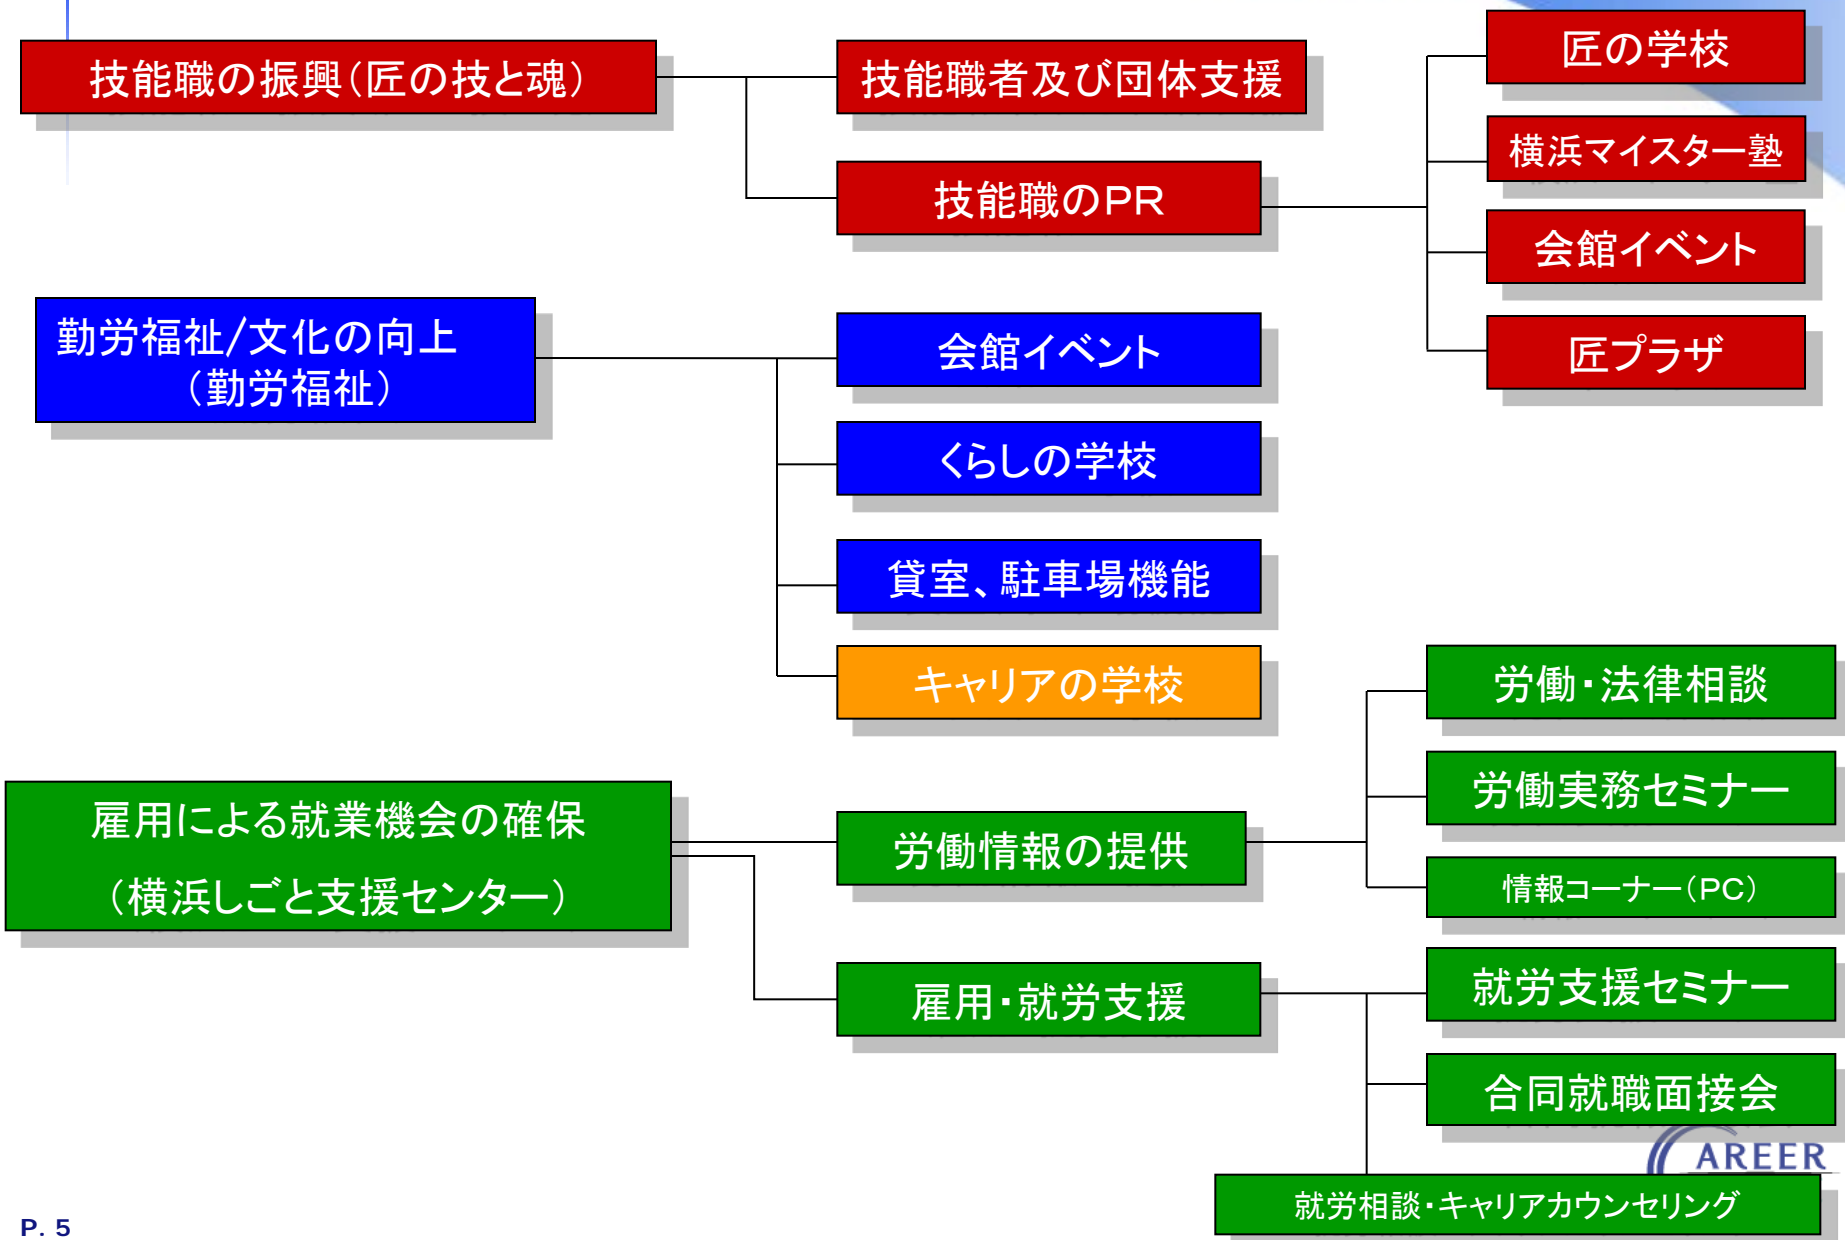 技能職の振興（匠の技と魂）
技能職者及び団体支援
技能職のＰＲ
匠の学校
横浜マイスター塾
会館イベント
匠プラザ
勤労福祉/文化の向上
（勤労福祉）
会館イベント
くらしの学校
貸室、駐車場機能
キャリアの学校
雇用による就業機会の確保
（横浜しごと支援センター）
労働情報の提供
労働・法律相談
労働実務セミナー
情報コーナー（PC）
雇用・就労支援
就労支援セミナー
合同就職面接会
就労相談・キャリアカウンセリング
AREER
P. 5